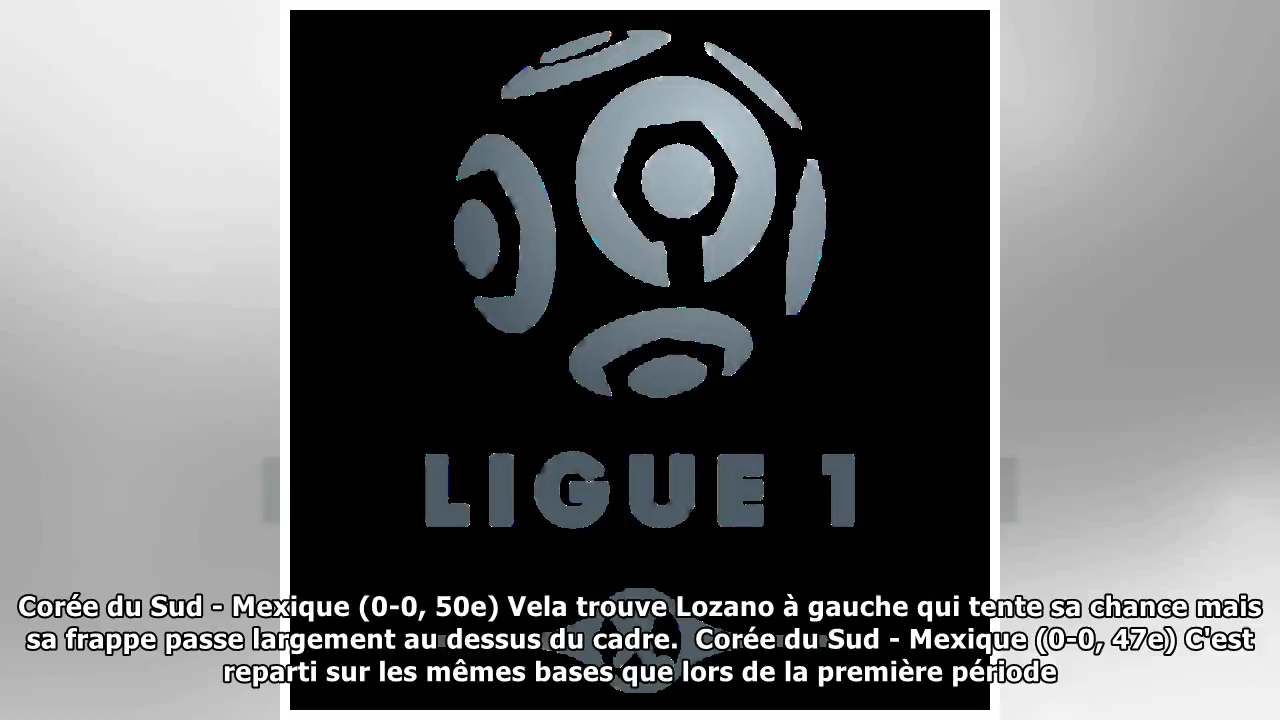 LIGUE 1
Corée du Sud - Mexique (0-0, 50e) Vela trouve Lozano à gauche qui tente sa chance mais
sa frappe passe largement au dessus du cadre.  Corée du Sud - Mexique (0-0, 47e) C'est
reparti sur les mêmes bases que lors de la première période